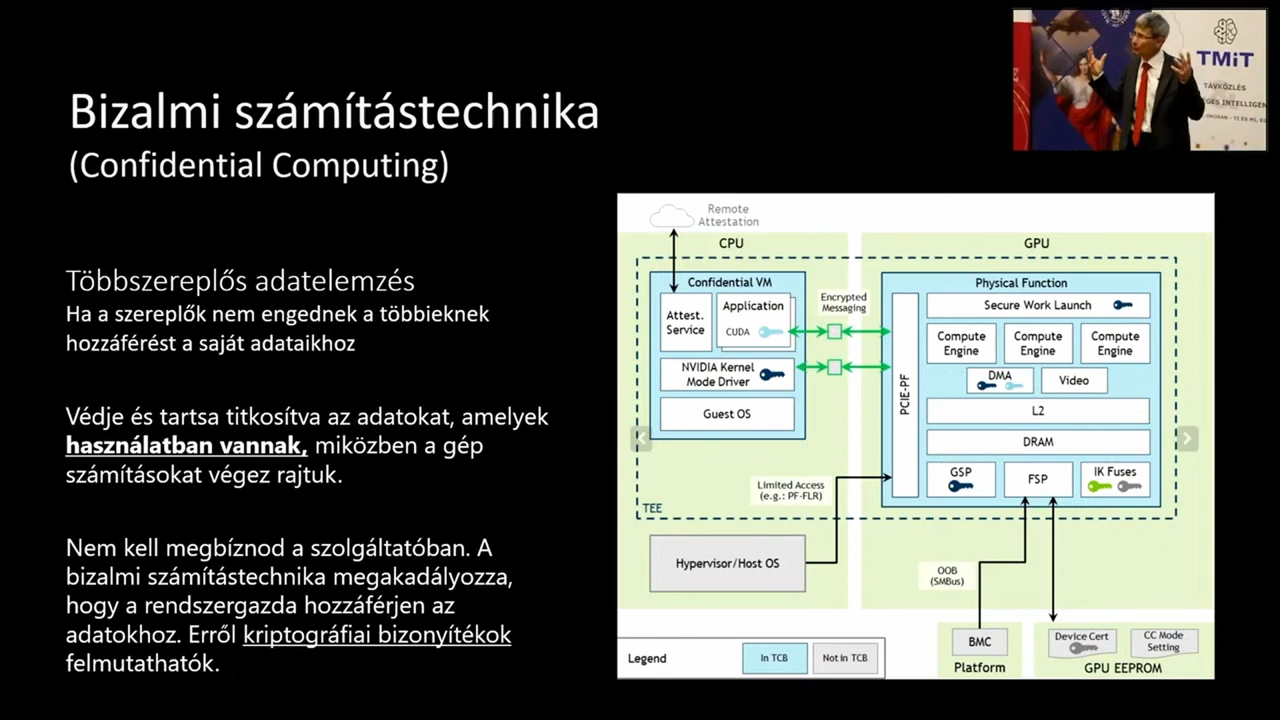 Bizalmi számítástechnika
(Confidential Computing)
Többszereplős adatelemzés
Ha a szereplők nem engednek a többieknek
hozzáférést a saját adataikhoz
Védje és tartsa titkosítva az adatokat, amelyek
használatban vannak, miközben a gép
számításokat végez rajtuk.
Nem kell megbíznod a szolgáltatóban. A
bizalmi számítástechnika megakadályozza,
hogy a rendszergazda hozzáférjen az
adatokhoz. Erről kriptográfiai bizonyítékok
felmutathatók.
TMiT
TÁVKÖZLÉS
Remote
Attestation
CPU
GPU
Confidential VM
Attest.
Service
Application
CUDA
NVIDIA Kernel
Mode Driver
Guest OS
Encrypted
Messaging
Physical Function
PCIE-PF
Secure Work Launch
Compute
Engine
Compute
Engine
Compute
Engine
DMA
Video
L2
DRAM
GSP
FSP
IK Fuses
Limited Access
(e.g.: PF-FLR)
TEE
Hypervisor/Host OS
OOB
(SMBus)
Legend
In TCB
Not in TCB
BMC
Platform
Device Cert
CC Mode
Setting
GPU EEPROM